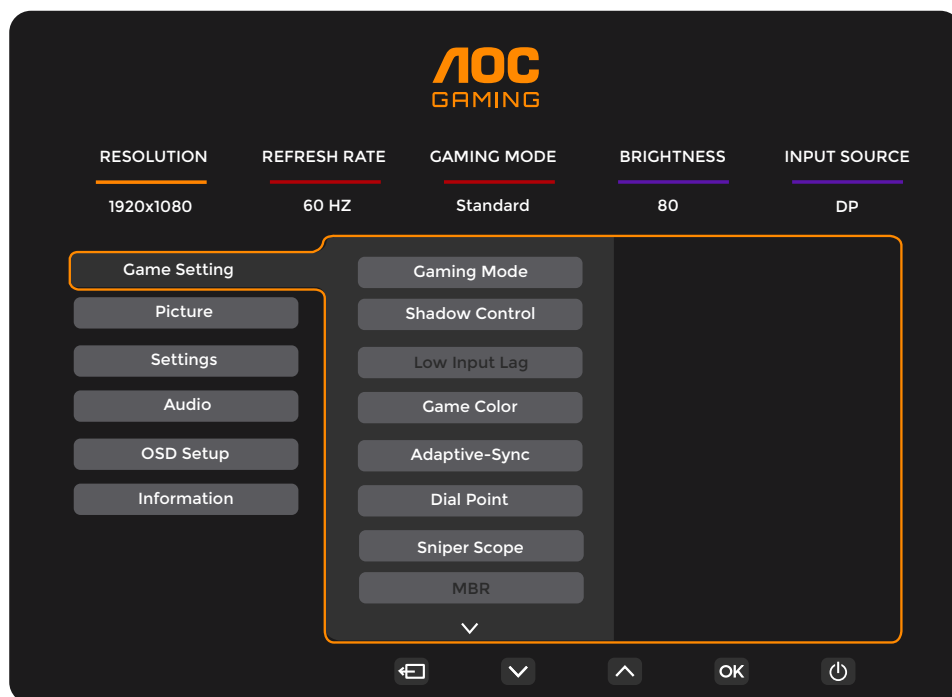 AOC
GAMING
RESOLUTION REFRESH RATE GAMING MODE BRIGHTNESS INPUT SOURCE
1920x1080 60 HZ Standard 80 DP
Game Setting
Picture
Settings
Audio
OSD Setup
Information
Gaming Mode
Shadow Control
Low Input Lag
Game Color
Adaptive-Sync
Dial Point
Sniper Scope
MBR
OK